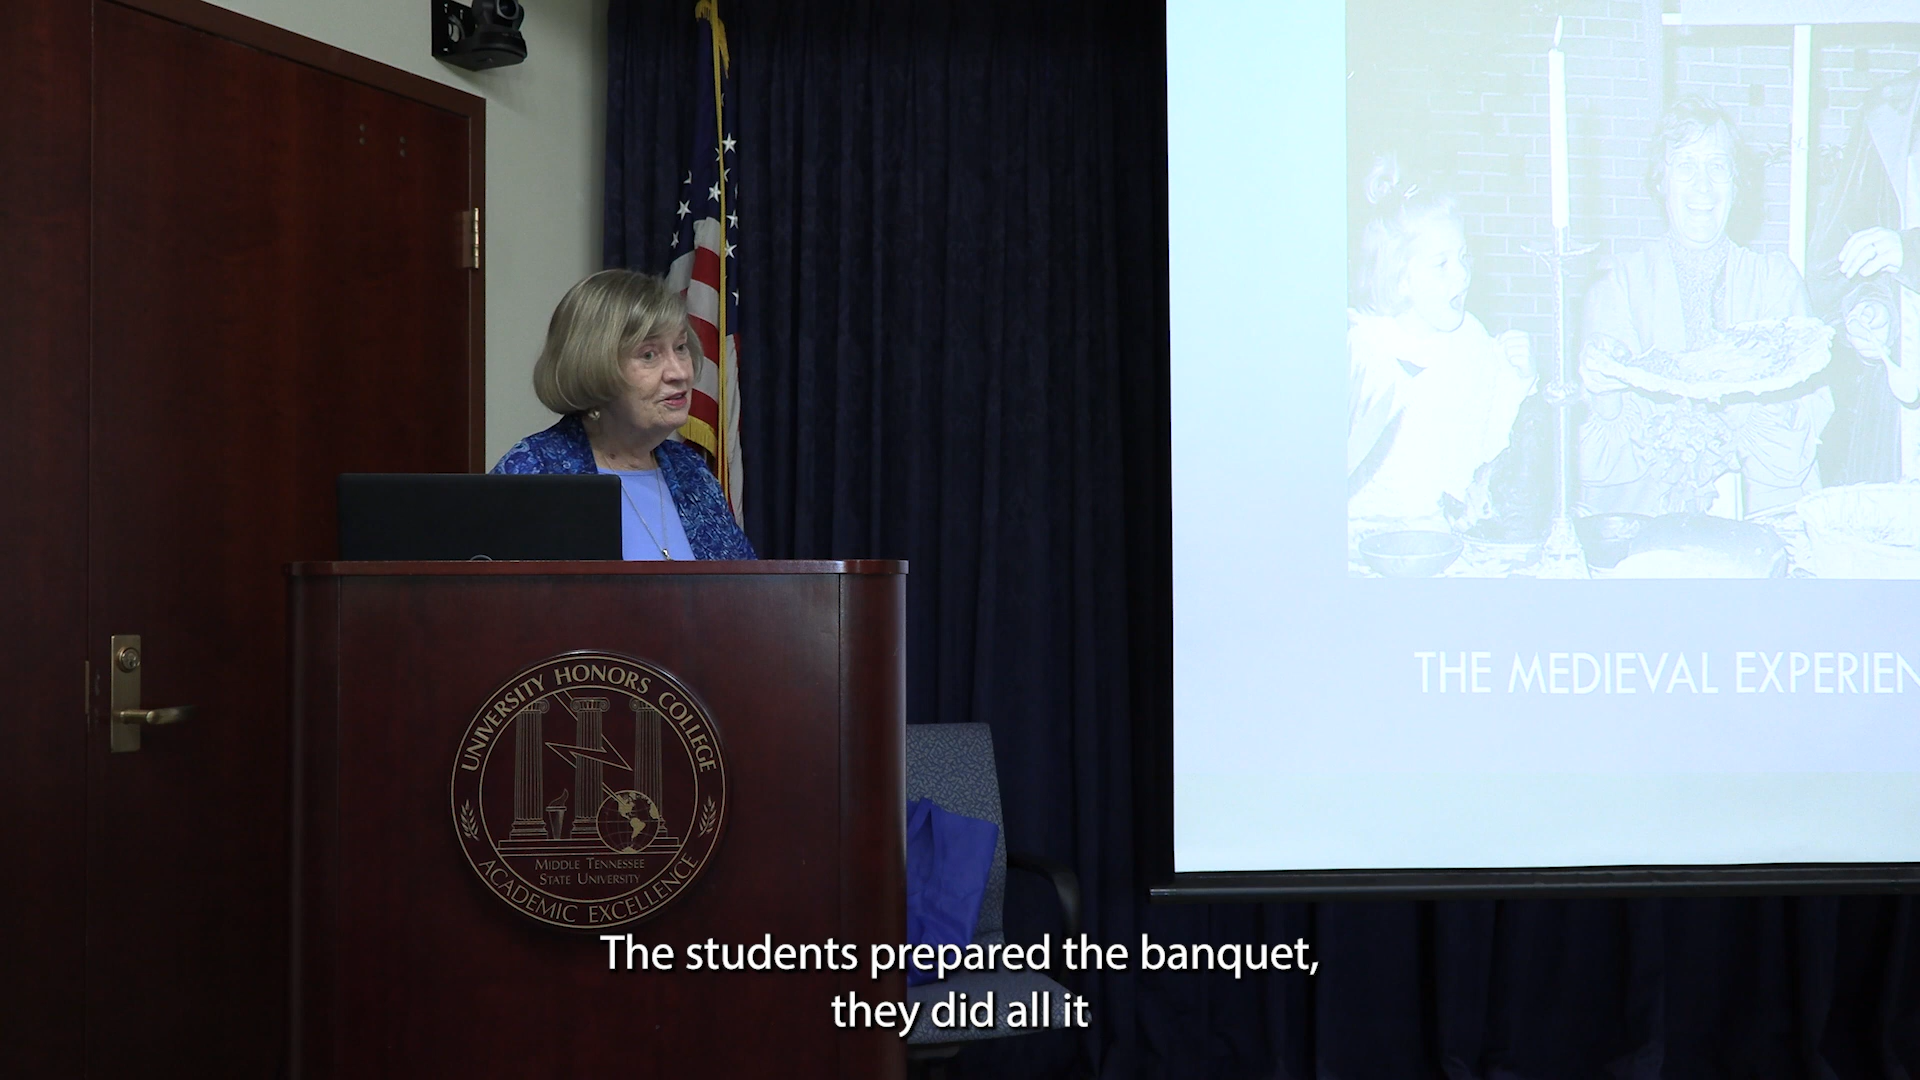 THE MEDIEVAL EXPERIEN
UNIVERSITY HONORS COLLEGE
MIDDLE TENNESSEE
STATE UNIVERSITY
ACADEMIC EXCELLENCE
The students prepared the banquet,
they did all it